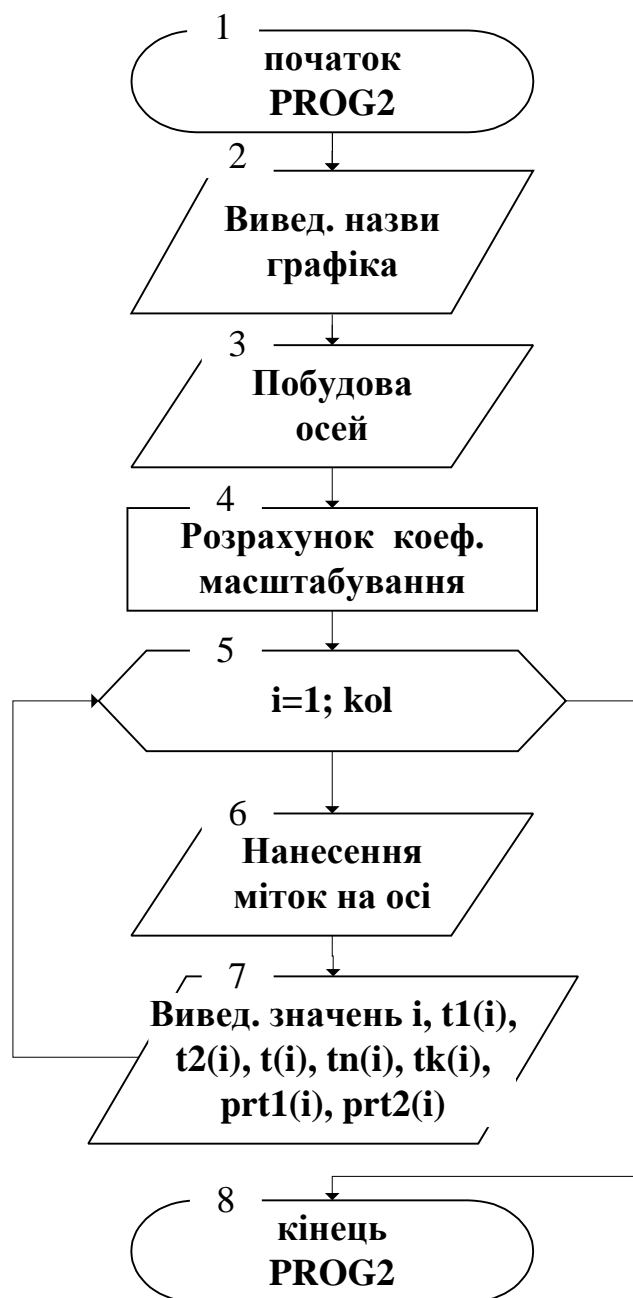 1
початок
PROG2
2
Вивед. назви
графіка
3
Побудова
осей
4
Розрахунок коеф.
масштабування
5
i=1; kol
6
Нанесення
міток на осі
7
Вивед. значень i, t1(i),
t2(i), t(i), tn(i), tk(i),
prt1(i), prt2(i)
8
кінець
PROG2